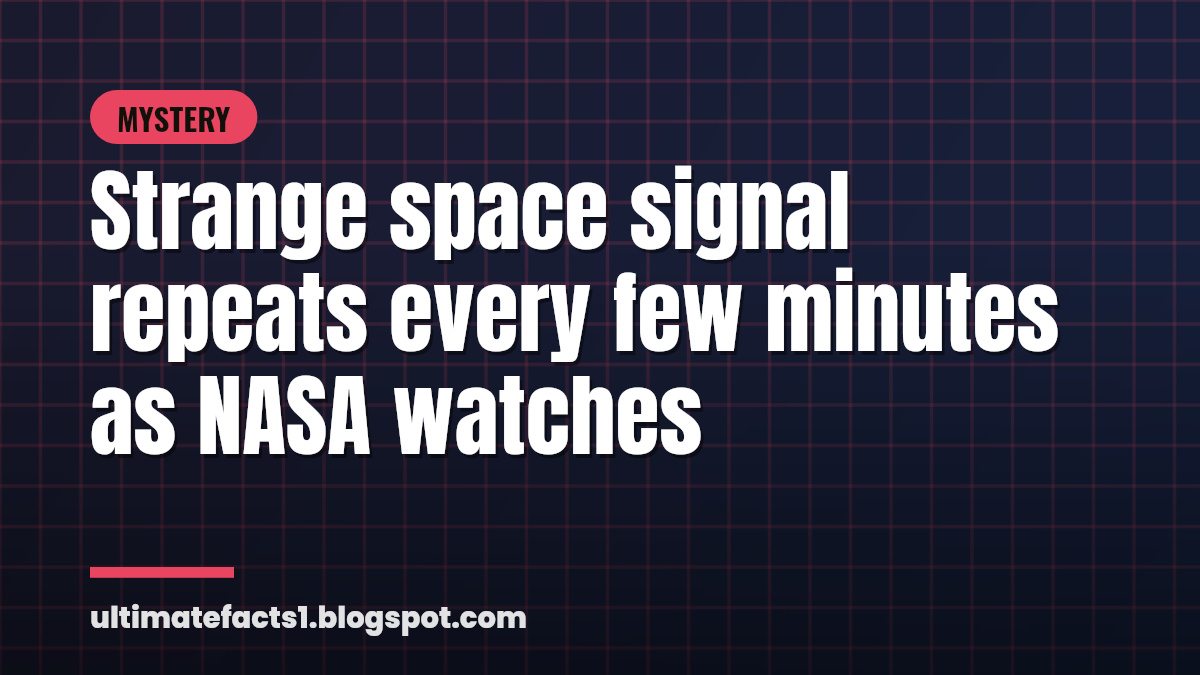 MYSTERY
Strange space signal
repeats every few minutes
as NASA watches
ultimatefacts1.blogspot.com